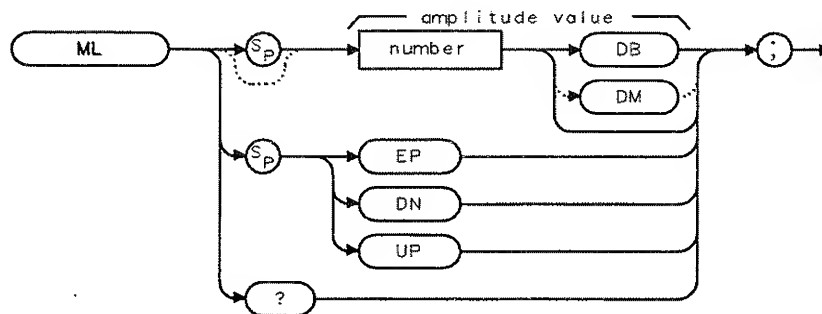 amplitude value
ML SP number DB ;
DM
SP EP
DN
UP
?